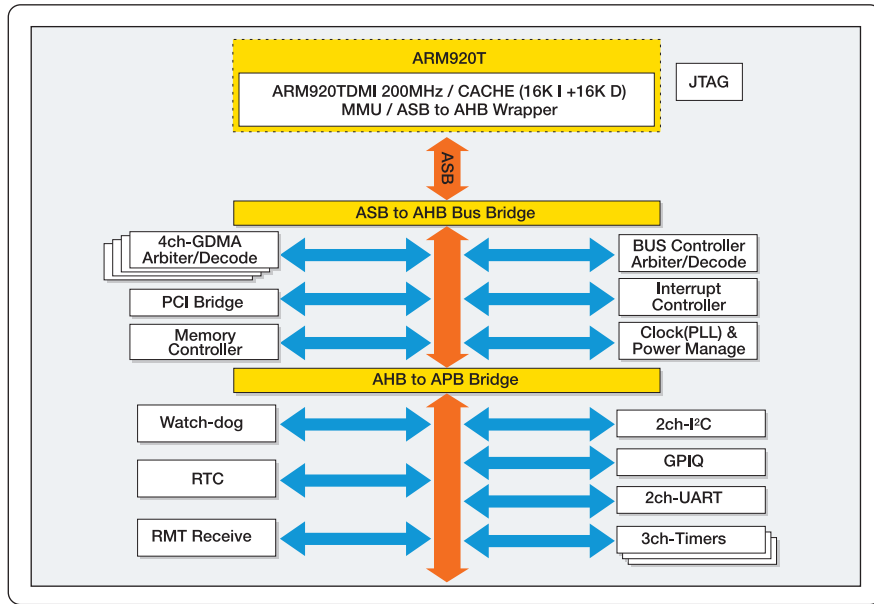 ARM920T
ARM920TDMI 200MHz / CACHE (16K I +16K D)
MMU / ASB to AHB Wrapper
JTAG
ASB
ASB to AHB Bus Bridge
4ch-GDMA
Arbiter/Decode
BUS Controller
Arbiter/Decode
PCI Bridge
Interrupt
Controller
Memory
Controller
Clock(PLL) &
Power Manage
AHB to APB Bridge
Watch-dog
2ch-I²C
GPIQ
RTC
2ch-UART
RMT Receive
3ch-Timers